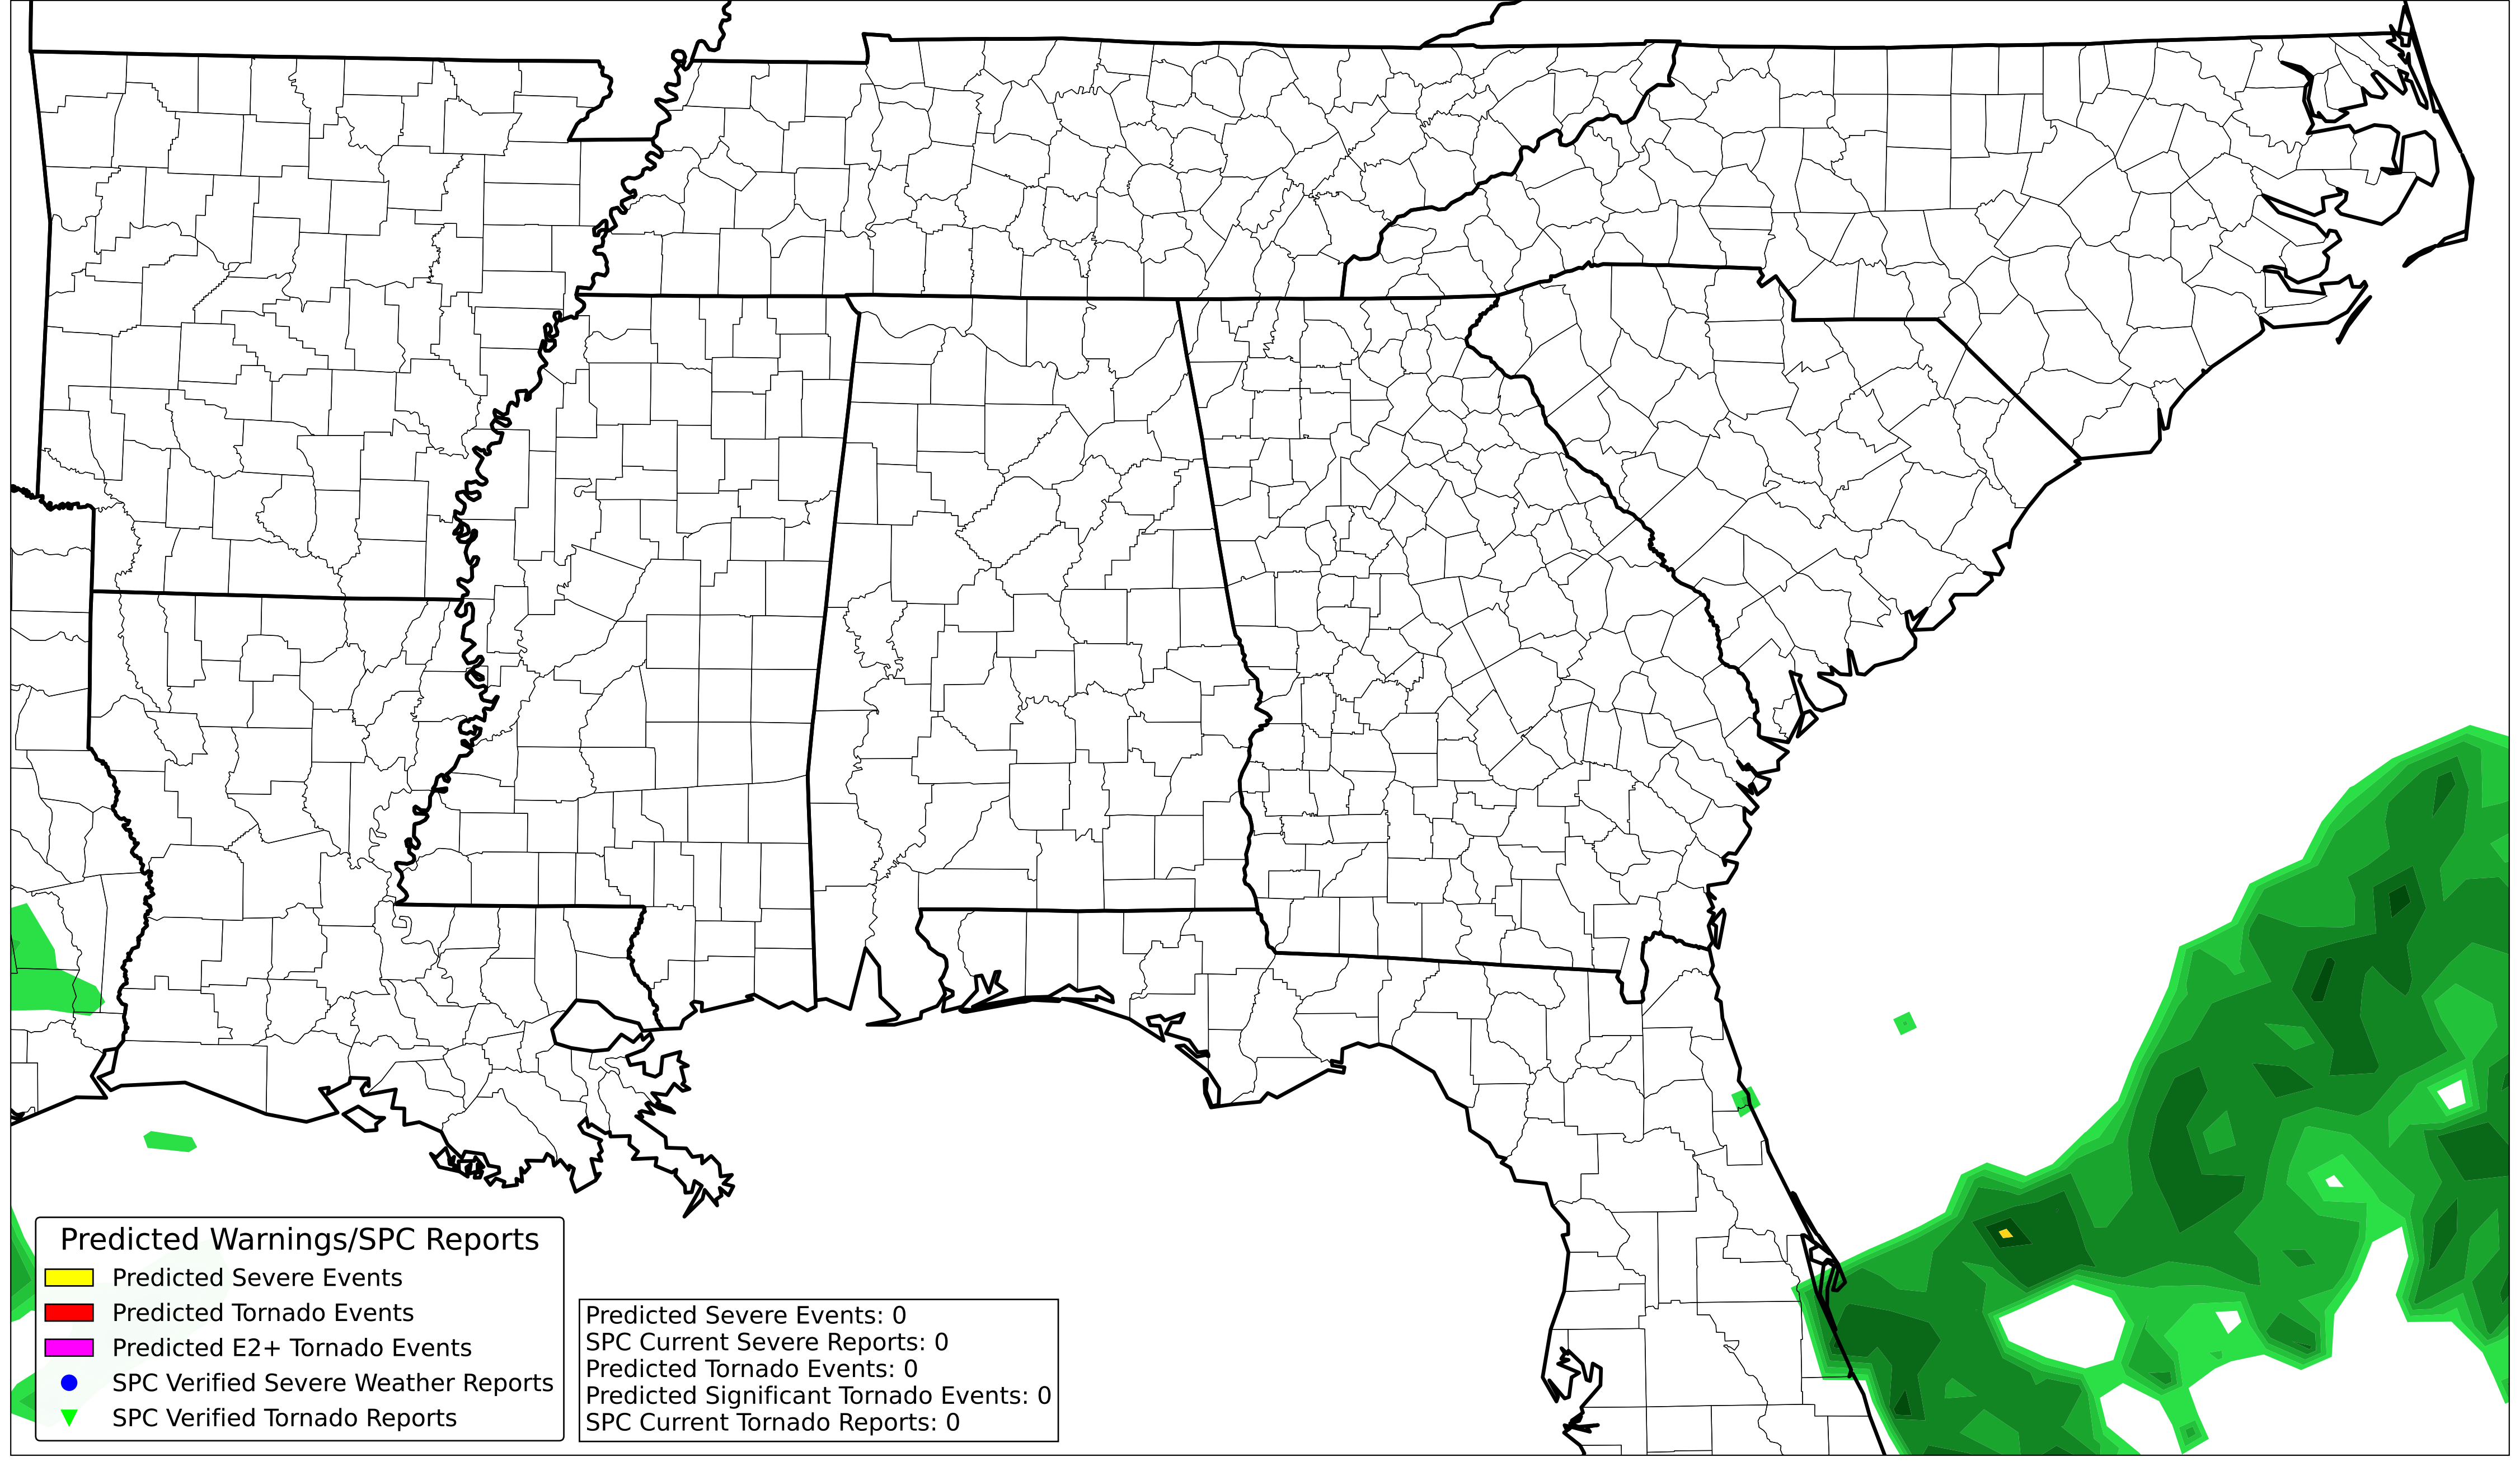 Predicted Warnings/SPC Reports
Predicted Severe Events
Predicted Tornado Events
Predicted E2+ Tornado Events
SPC Verified Severe Weather Reports
SPC Verified Tornado Reports
Predicted Severe Events: 0
SPC Current Severe Reports: 0
Predicted Tornado Events: 0
Predicted Significant Tornado Events: 0
SPC Current Tornado Reports: 0